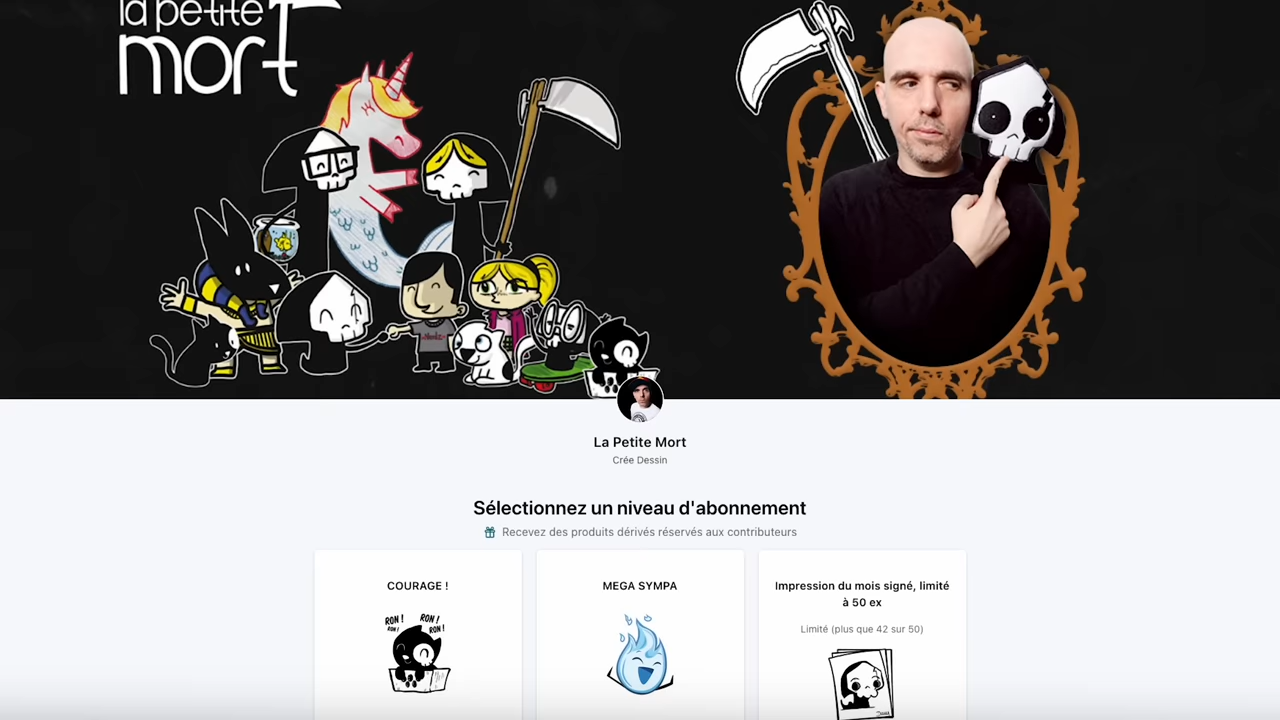 la petite
mort
La Petite Mort
Crée Dessin
Sélectionnez un niveau d'abonnement
Recevez des produits dérivés réservés aux contributeurs
COURAGE !
RON !
RON !
RON !
RON !
MEGA SYMPA
Impression du mois signé, limité
à 50 ex
Limité (plus que 42 sur 50)